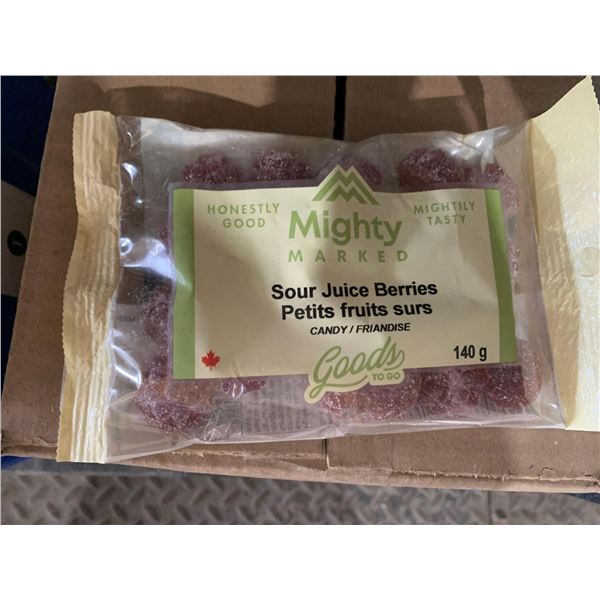 HONESTLY
GOOD
Mighty
MARKED
MIGHTILY
TASTY
Sour Juice Berries
Petits fruits surs
CANDY / FRIANDISE
Goods
TO GO
140 g